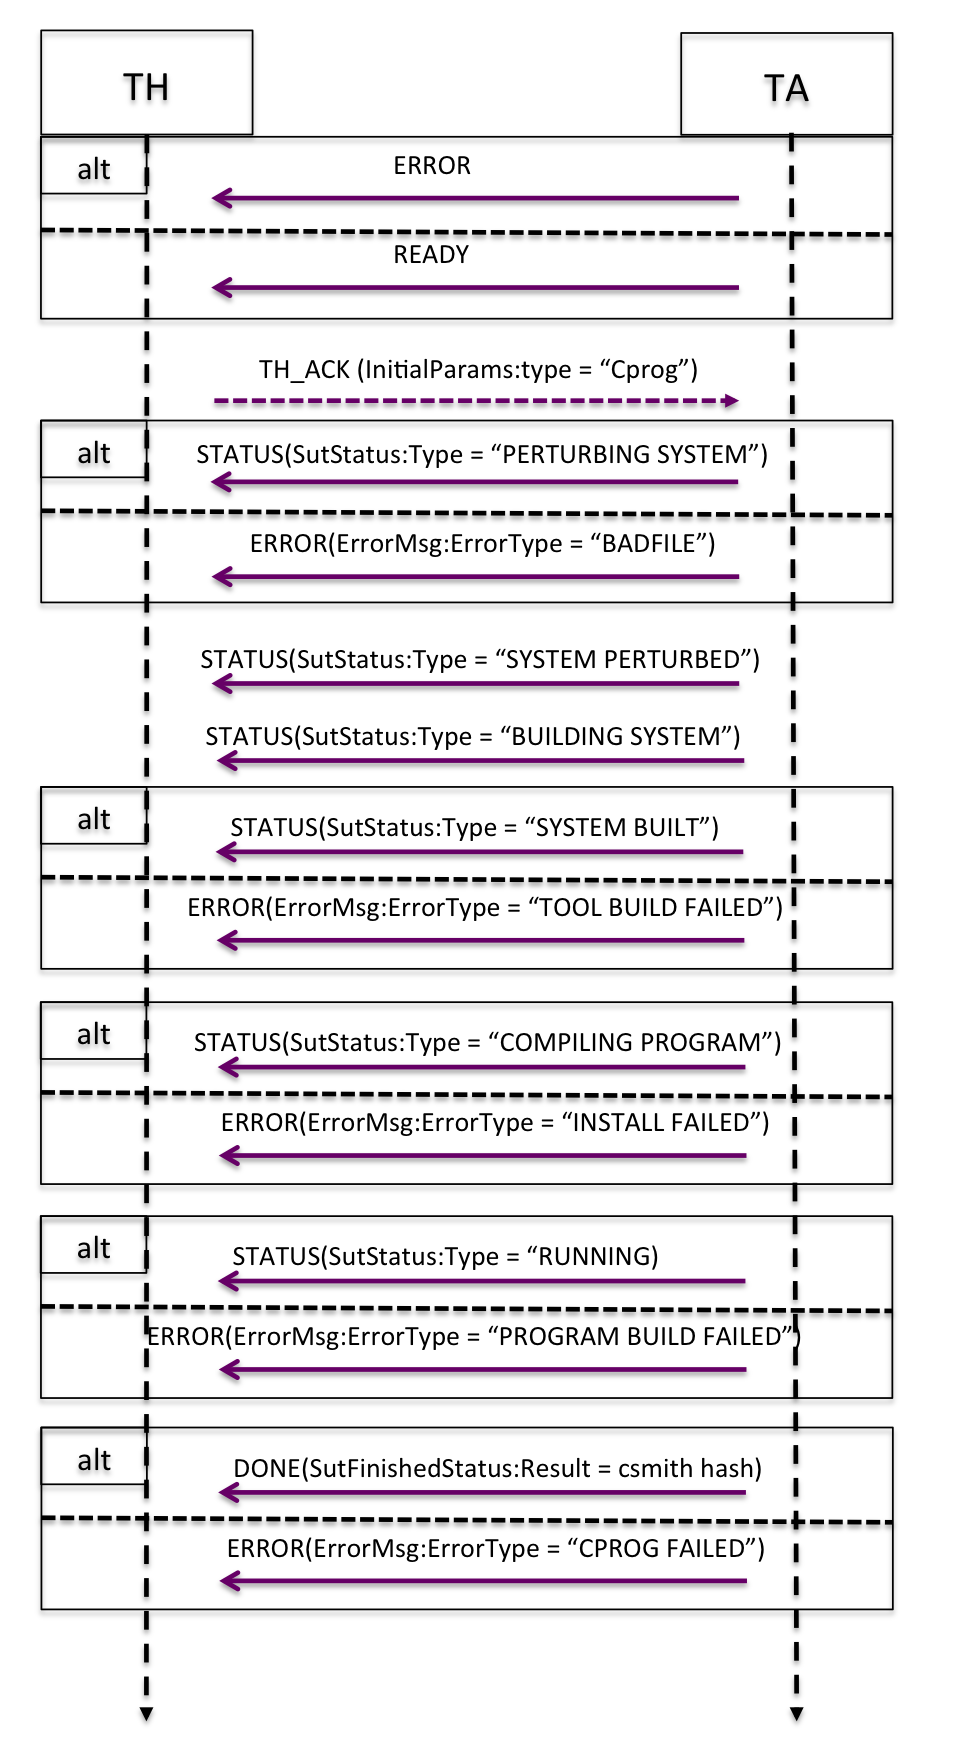 TH
TA
alt
ERROR
READY
TH_ACK (InitialParams:type = “Cprog”)
alt
STATUS(SutStatus:Type = “PERTURBING SYSTEM”)
ERROR(ErrorMsg:ErrorType = “BADFILE”)
STATUS(SutStatus:Type = “SYSTEM PERTURBED”)
STATUS(SutStatus:Type = “BUILDING SYSTEM”)
alt
STATUS(SutStatus:Type = “SYSTEM BUILT”)
ERROR(ErrorMsg:ErrorType = “TOOL BUILD FAILED”)
alt
STATUS(SutStatus:Type = “COMPILING PROGRAM”)
ERROR(ErrorMsg:ErrorType = “INSTALL FAILED”)
alt
STATUS(SutStatus:Type = “RUNNING)
ERROR(ErrorMsg:ErrorType = “PROGRAM BUILD FAILED”)
alt
DONE(SutFinishedStatus:Result = csmith hash)
ERROR(ErrorMsg:ErrorType = “CPROG FAILED”)